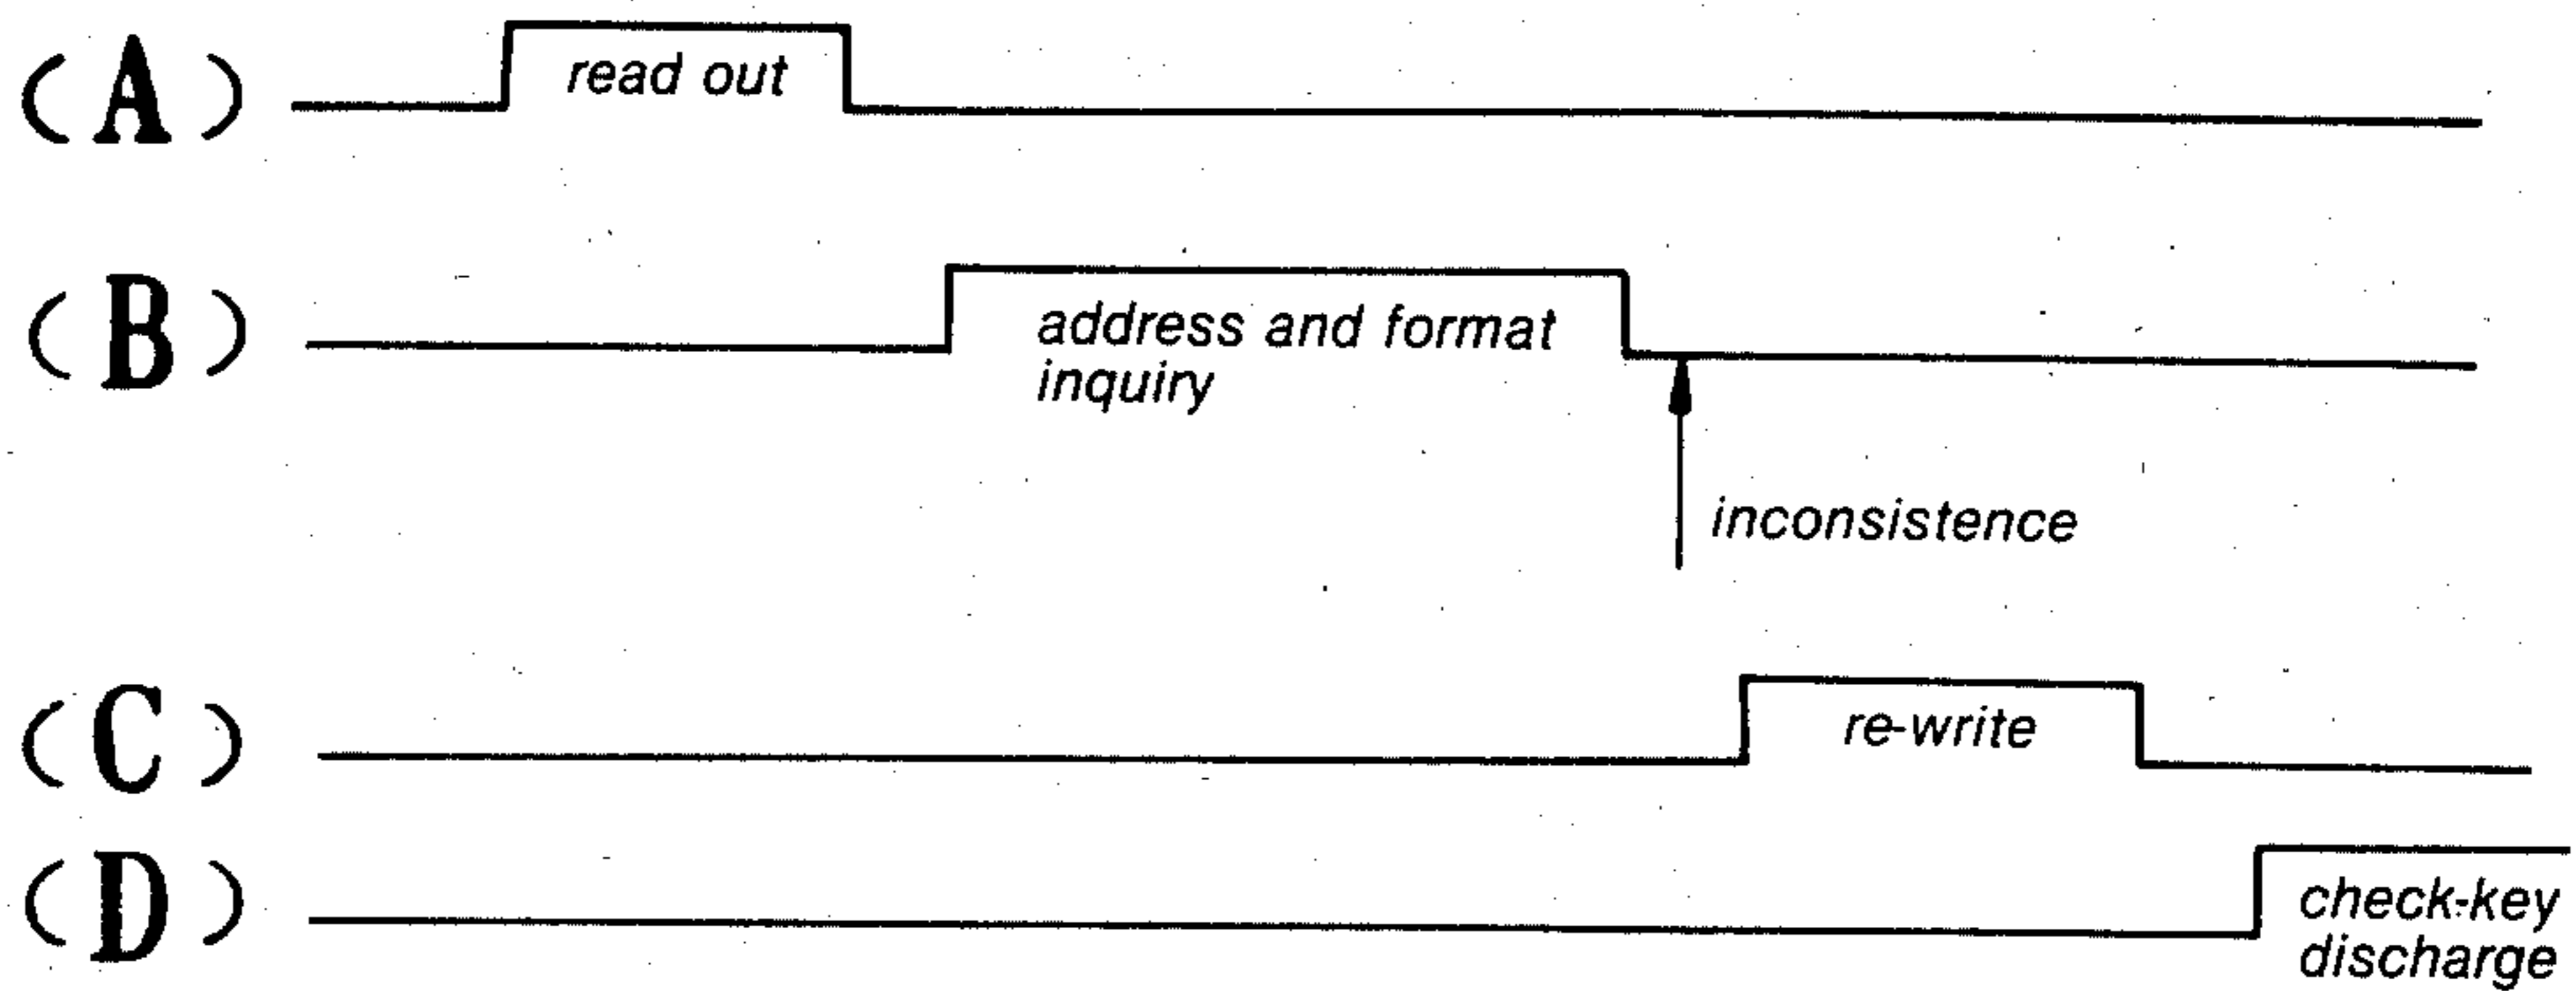 (A)
read out
(B)
address and format
inquiry
inconsistence
(C)
re-write
(D)
check-key
discharge